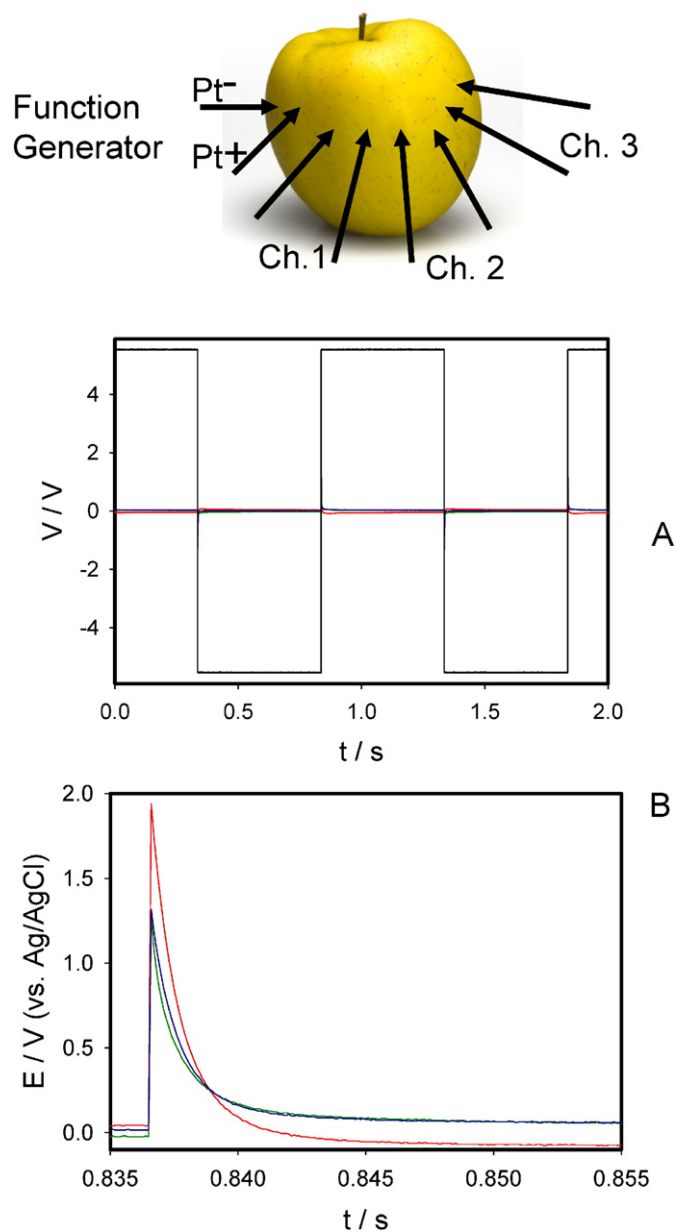 Function
Generator
Pt-
Pt+
Ch.1
Ch. 2
Ch. 3
V / V
4
2
0
-2
-4
0.0 0.5 1.0 1.5 2.0
t / s
A
B
E / V (vs. Ag/AgCl)
2.0
1.5
1.0
0.5
0.0
0.835 0.840 0.845 0.850 0.855
t / s